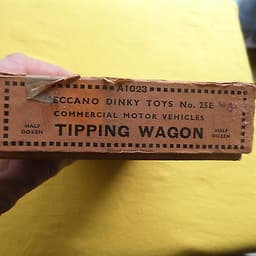 A1023
ECCANO DINKY TOYS No. 25E
COMMERCIAL MOTOR VEHICLES
HALF DOZEN TIPPING WAGON HALF DOZEN